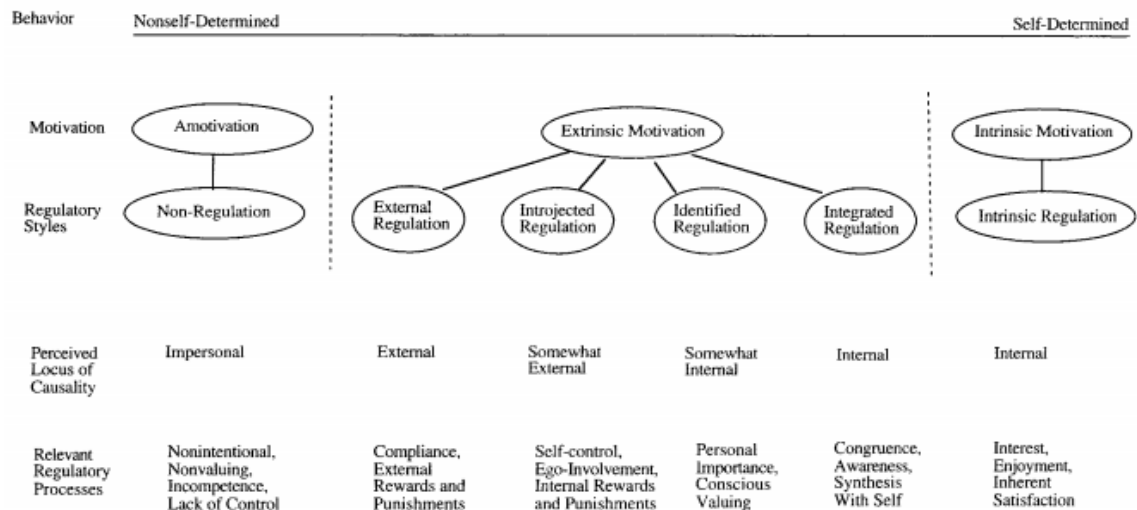 Behavior Nonself-Determined Self-Determined
Motivation Amotivation Extrinsic Motivation Intrinsic Motivation
Regulatory
Styles
Non-Regulation
External
Regulation
Introjected
Regulation
Identified
Regulation
Integrated
Regulation
Intrinsic Regulation
Perceived
Locus of
Causality
Impersonal
External
Somewhat
External
Somewhat
Internal
Internal
Internal
Relevant
Regulatory
Processes
Nonintentional,
Nonvaluing,
Incompetence,
Lack of Control
Compliance,
External
Rewards and
Punishments
Self-control,
Ego-Involvement,
Internal Rewards
and Punishments
Personal
Importance,
Conscious
Valuing
Congruence,
Awareness,
Synthesis
With Self
Interest,
Enjoyment,
Inherent
Satisfaction